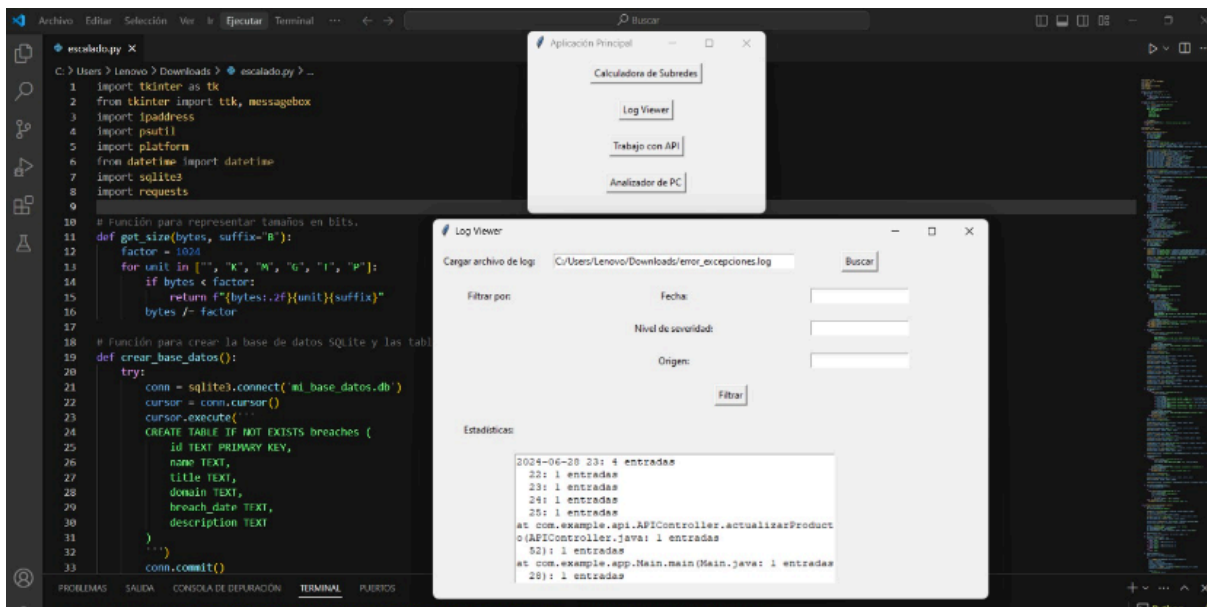 Archivo Editar Selección Ver Ir Ejecutar Terminal ··· Buscar
escalado.py
C: > Users > Lenovo > Downloads > escalado.py > ...
1 import tkinter as tk
2 from tkinter import ttk, messagebox
3 import ipaddress
4 import psutil
5 import platform
6 from datetime import datetime
7 import sqlite3
8 import requests
9
10 # Función para representar tamaños en bits.
11 def get_size(bytes, suffix="B"):
12 factor = 1024
13 for unit in ["", "K", "M", "G", "T", "P"]:
14 if bytes < factor:
15 return f"{bytes:.2f}{unit}{suffix}"
16 bytes /= factor
17
18 # Función para crear la base de datos SQLite y las tabl
19 def crear_base_datos():
20 try:
21 conn = sqlite3.connect('mi_base_datos.db')
22 cursor = conn.cursor()
23 cursor.execute('''
24 CREATE TABLE IF NOT EXISTS breaches (
25 id TEXT PRIMARY KEY,
26 name TEXT,
27 title TEXT,
28 domain TEXT,
29 breach_date TEXT,
30 description TEXT
31 )
32 ''')
33 conn.commit()
PROBLEMAS SALIDA CONSOLA DE DEPURACIÓN TERMINAL PUERTOS
Aplicación Principal
Calculadora de Subredes
Log Viewer
Trabajo con API
Analizador de PC
Log Viewer
Cargar archivo de log: C:/Users/Lenovo/Downloads/error_excepciones.log Buscar
Filtrar por: Fecha:
Nivel de severidad:
Origen:
Filtrar
Estadísticas:
2024-06-28 23: 4 entradas
22: 1 entradas
23: 1 entradas
24: 1 entradas
25: 1 entradas
at com.example.api.APIController.actualizarProduct
o(APIController.java: 1 entradas
52): 1 entradas
at com.example.app.Main.main(Main.java: 1 entradas
28): 1 entradas